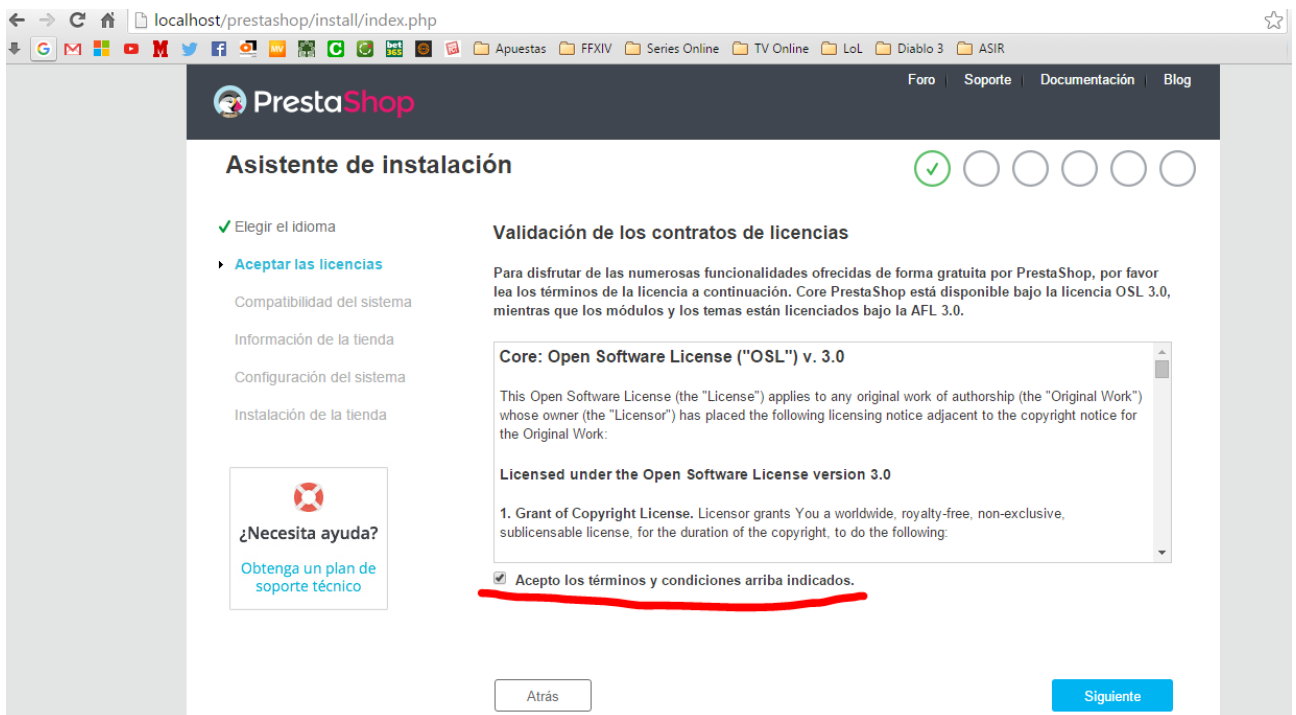 localhost/prestashop/install/index.php
G M M f a MV C bet365 Apuestas FFXIV Series Online TV Online LoL Diablo 3 ASIR
Foro Soporte Documentación Blog
PrestaShop
Asistente de instalación
Elegir el idioma
Aceptar las licencias
Compatibilidad del sistema
Información de la tienda
Configuración del sistema
Instalación de la tienda
¿Necesita ayuda?
Obtenga un plan de
soporte técnico
Validación de los contratos de licencias
Para disfrutar de las numerosas funcionalidades ofrecidas de forma gratuita por PrestaShop, por favor
lea los términos de la licencia a continuación. Core PrestaShop está disponible bajo la licencia OSL 3.0,
mientras que los módulos y los temas están licenciados bajo la AFL 3.0.
Core: Open Software License ("OSL") v. 3.0
This Open Software License (the "License") applies to any original work of authorship (the "Original Work")
whose owner (the "Licensor") has placed the following licensing notice adjacent to the copyright notice for
the Original Work:
Licensed under the Open Software License version 3.0
1. Grant of Copyright License. Licensor grants You a worldwide, royalty-free, non-exclusive,
sublicensable license, for the duration of the copyright, to do the following:
Acepto los términos y condiciones arriba indicados.
Atrás
Siguiente